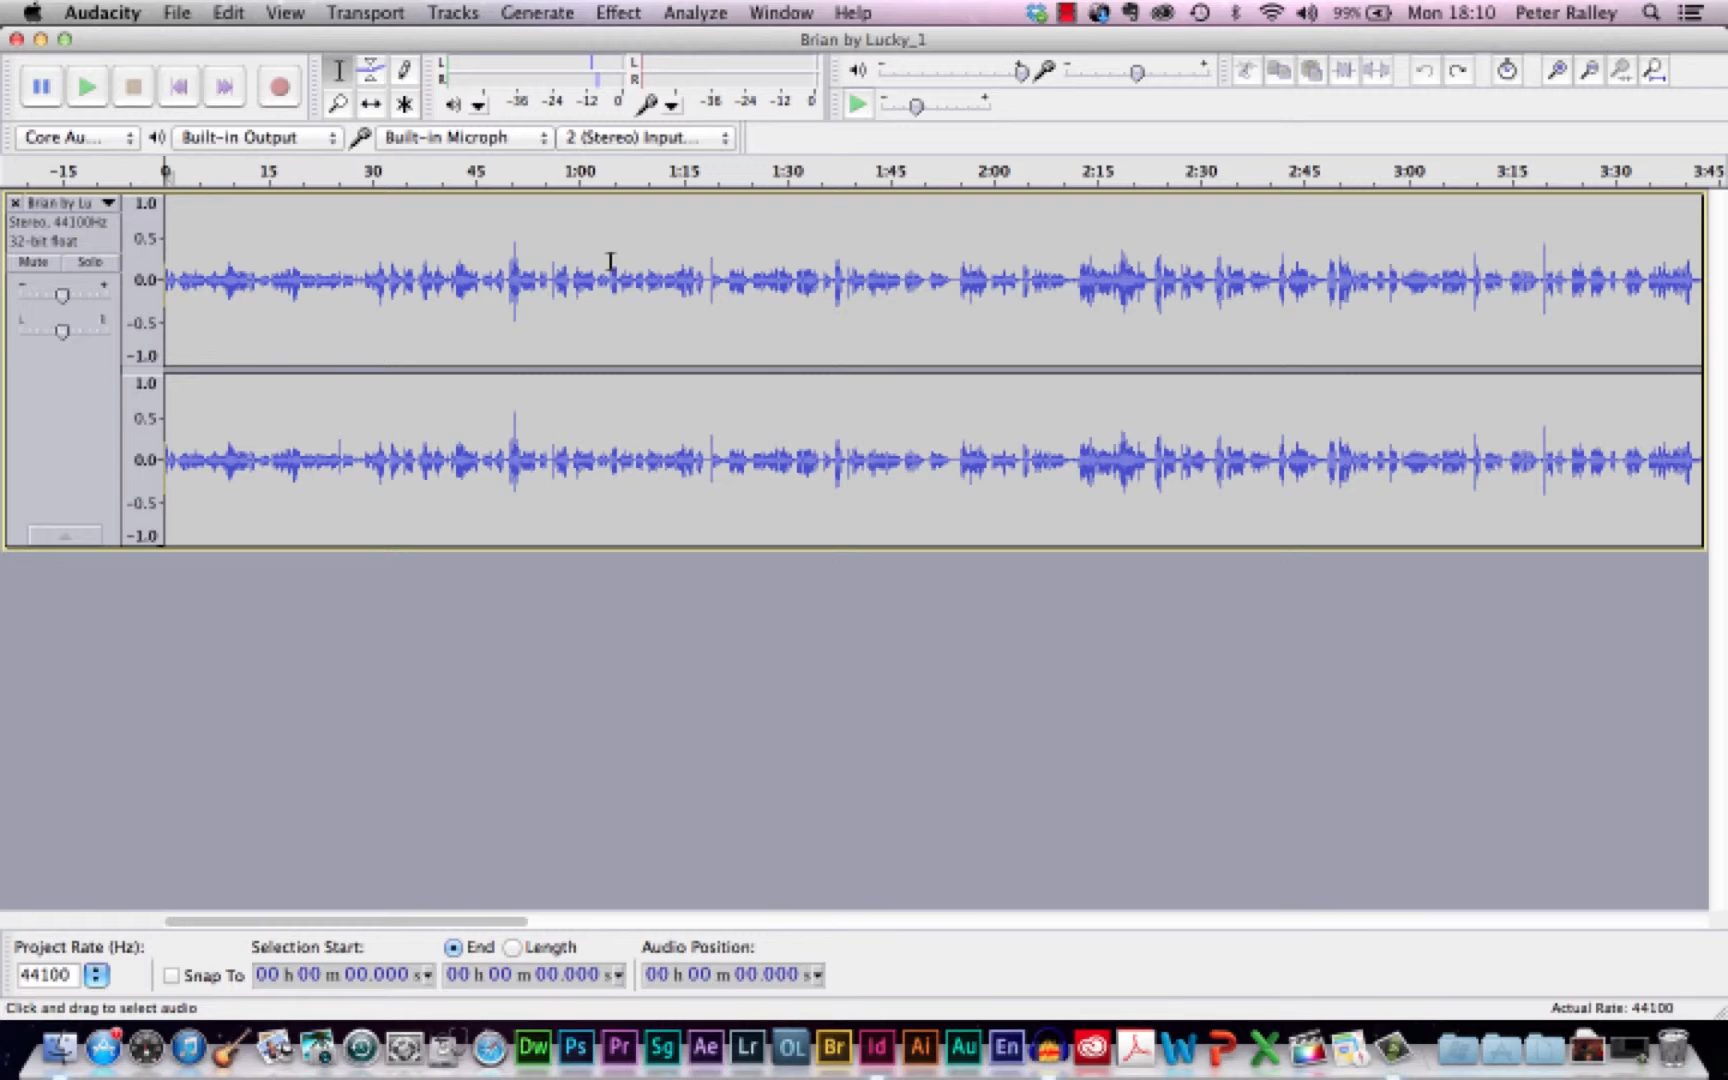 Audacity File Edit View Transport Tracks Generate Effect Analyze Window Help 99% Mon 18:10 Peter Ralley
Brian by Lucky_1
L L
R R
-36 -24 -12 0 -36 -24 -12 0
Core Au... Built-in Output Built-in Microph 2 (Stereo) Input...
-15 0 15 30 45 1:00 1:15 1:30 1:45 2:00 2:15 2:30 2:45 3:00 3:15 3:30 3:45
Brian by Lu
Stereo, 44100Hz
32-bit float
Mute Solo
- +
L R
1.0
0.5
0.0
-0.5
-1.0
1.0
0.5
0.0
-0.5
-1.0
Project Rate (Hz): Selection Start: End Length Audio Position:
44100 Snap To 00 h 00 m 00.000 s 00 h 00 m 00.000 s 00 h 00 m 00.000 s
Click and drag to select audio Actual Rate: 44100
Dw Ps Pr Sg Ae Lr OL Br Id Ai Au En